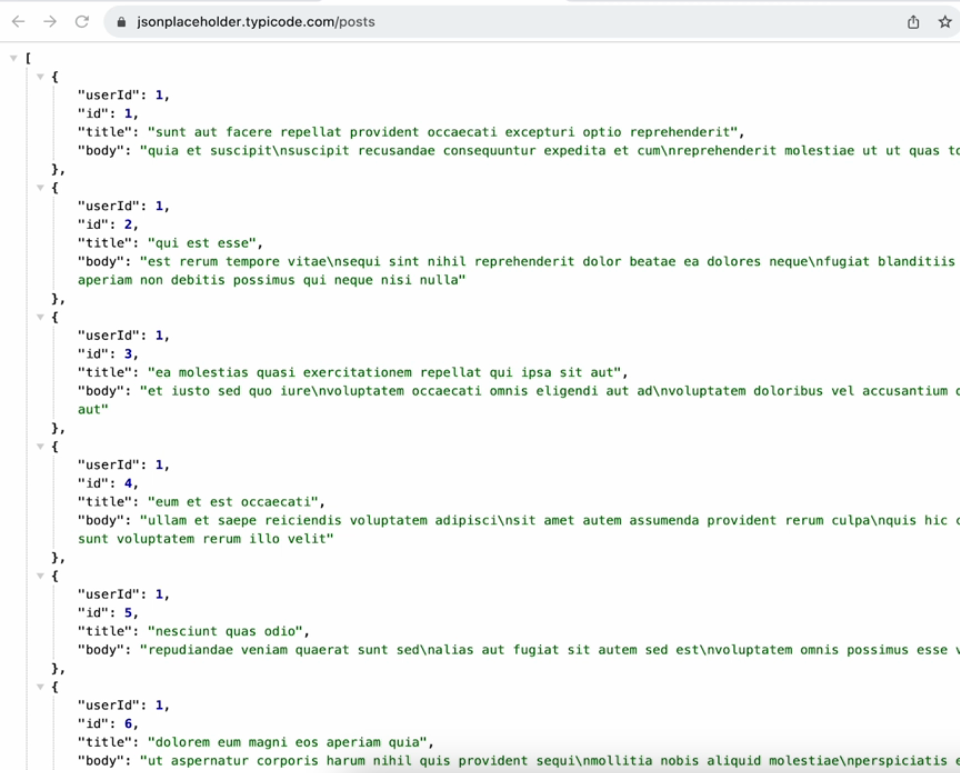 jsonplaceholder.typicode.com/posts
[
{
"userId": 1,
"id": 1,
"title": "sunt aut facere repellat provident occaecati excepturi optio reprehenderit",
"body": "quia et suscipit\nsuscipit recusandae consequuntur expedita et cum\nreprehenderit molestiae ut ut quas
},
{
"userId": 1,
"id": 2,
"title": "qui est esse",
"body": "est rerum tempore vitae\nsequi sint nihil reprehenderit dolor beatae ea dolores neque\nfugiat blanditiis
aperiam non debitis possimus qui neque nisi nulla"
},
{
"userId": 1,
"id": 3,
"title": "ea molestias quasi exercitationem repellat qui ipsa sit aut",
"body": "et iusto sed quo iure\nvoluptatem occaecati omnis eligendi aut ad\nvoluptatem doloribus vel accusantium
aut"
},
{
"userId": 1,
"id": 4,
"title": "eum et est occaecati",
"body": "ullam et saepe reiciendis voluptatem adipisci\nsit amet autem assumenda provident rerum culpa\nquis hic
sunt voluptatem rerum illo velit"
},
{
"userId": 1,
"id": 5,
"title": "nesciunt quas odio",
"body": "repudiandae veniam quaerat sunt sed\nalias aut fugiat sit autem sed est\nvoluptatem omnis possimus esse
},
{
"userId": 1,
"id": 6,
"title": "dolorem eum magni eos aperiam quia",
"body": "ut aspernatur corporis harum nihil quis provident sequi\nmollitia nobis aliquid molestiae\nperspiciatis